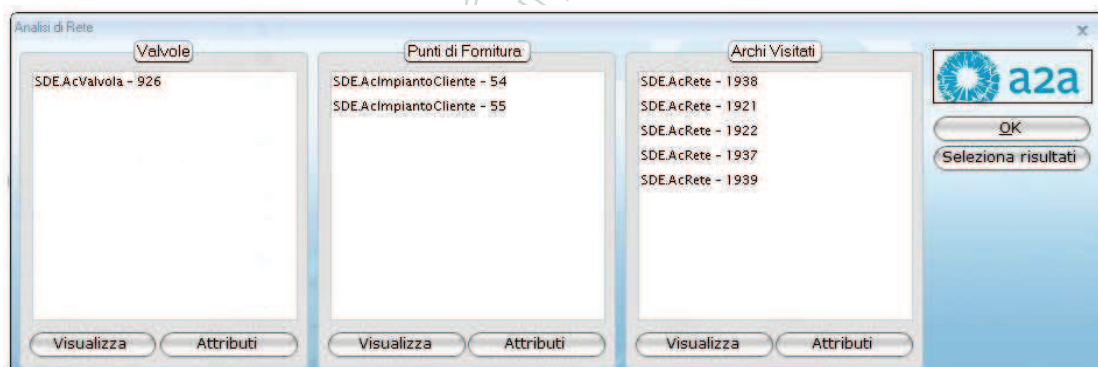 Analisi di Rete
x
Valvole
SDE.AcValvola - 926
Visualizza
Attributi
Punti di Fornitura
SDE.AcImpiantoCliente - 54
SDE.AcImpiantoCliente - 55
Visualizza
Attributi
Archi Visitati
SDE.AcRete - 1938
SDE.AcRete - 1921
SDE.AcRete - 1922
SDE.AcRete - 1937
SDE.AcRete - 1939
Visualizza
Attributi
a2a
OK
Seleziona risultati